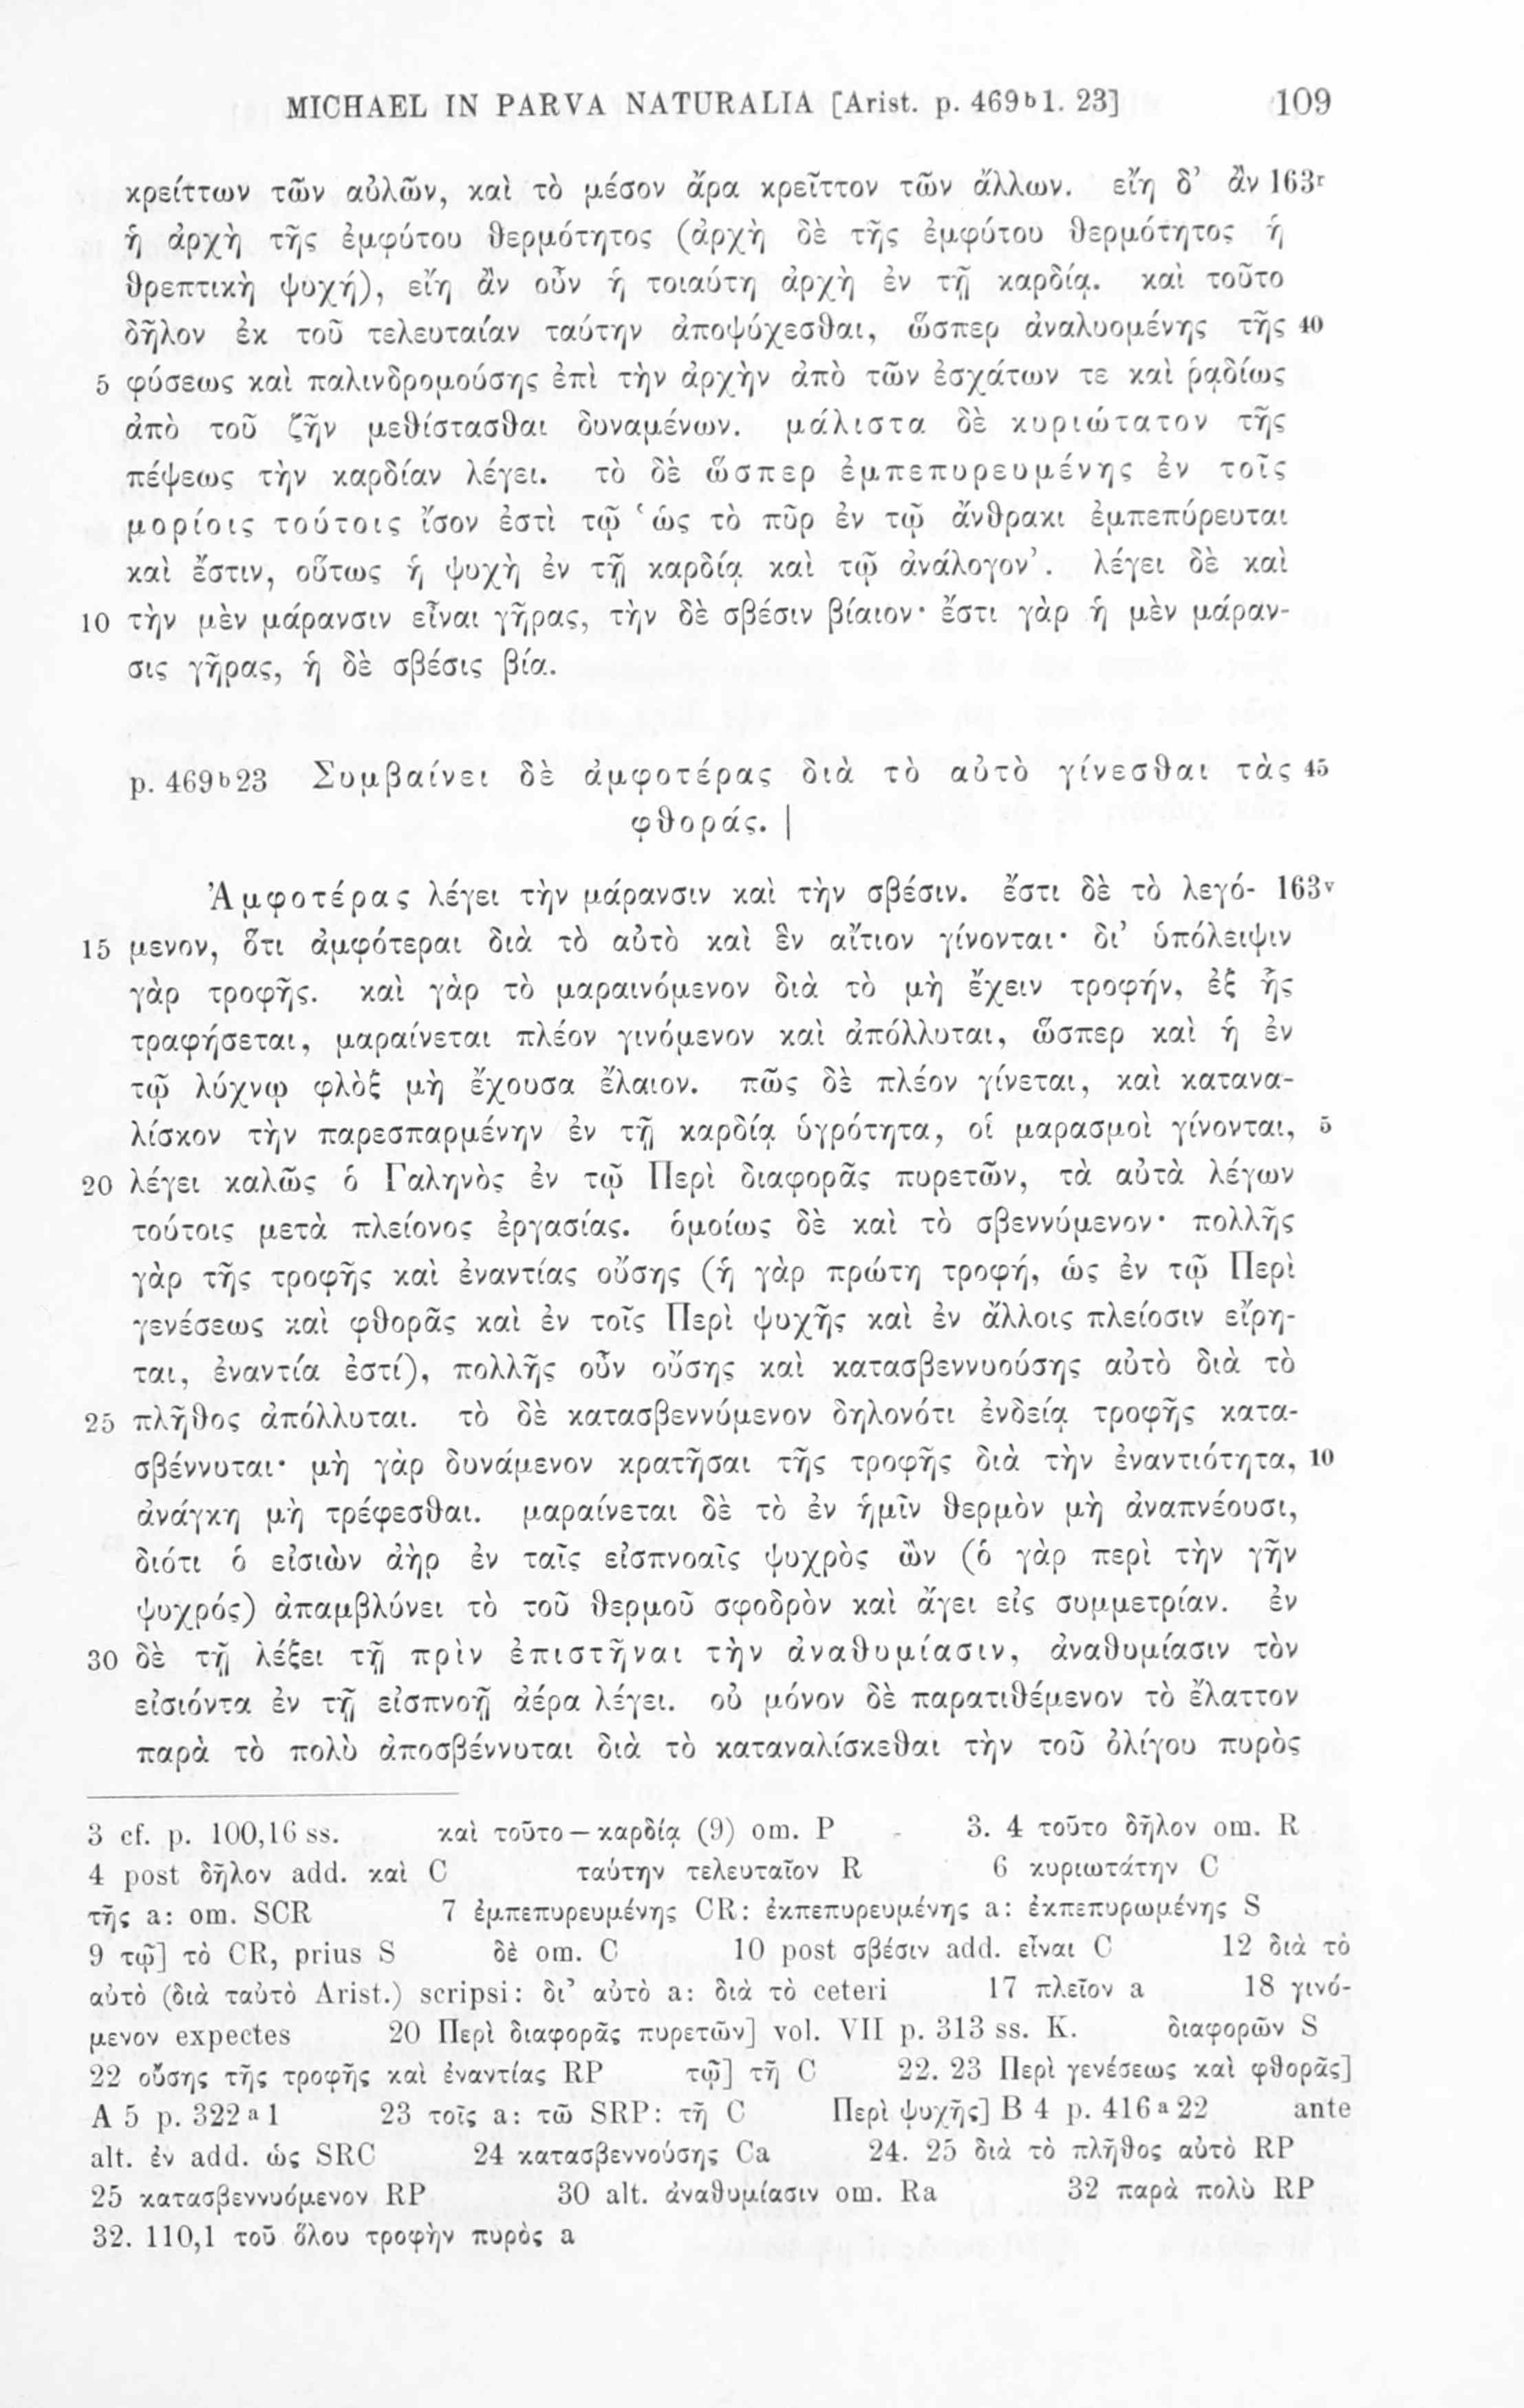 MICHAEL IN PARVA NATURALIA [Arist. p. 469ᵇ1. 23] 109
κρείττων τῶν αὐλῶν, καὶ τὸ μέσον ἄρα κρεῖττον τῶν ἄλλων. εἴη δ’ ἂν 163ʳ
ἡ ἀρχὴ τῆς ἐμφύτου θερμότητος (ἀρχὴ δὲ τῆς ἐμφύτου θερμότητος ἡ
θρεπτικὴ ψυχή), εἴη ἂν οὖν ἡ τοιαύτη ἀρχὴ ἐν τῇ καρδίᾳ. καὶ τοῦτο
δῆλον ἐκ τοῦ τελευταίαν ταύτην ἀποψύχεσθαι, ὥσπερ ἀναλυομένης τῆς 40
5 φύσεως καὶ παλινδρομούσης ἐπὶ τὴν ἀρχὴν ἀπὸ τῶν ἐσχάτων τε καὶ ῥᾳδίως
ἀπὸ τοῦ ζῆν μεθίστασθαι δυναμένων. μάλιστα δὲ κυριώτατον τῆς
πέψεως τὴν καρδίαν λέγει. τὸ δὲ ὥσπερ ἐμπεπυρευμένης ἐν τοῖς
μορίοις τούτοις ἴσον ἐστὶ τῷ ‘ὡς τὸ πῦρ ἐν τῷ ἄνθρακι ἐμπεπύρευται
καὶ ἔστιν, οὕτως ἡ ψυχὴ ἐν τῇ καρδίᾳ καὶ τῷ ἀνάλογον’. λέγει δὲ καὶ
10 τὴν μὲν μάρανσιν εἶναι γῆρας, τὴν δὲ σβέσιν βίαιον· ἔστι γὰρ ἡ μὲν μάραν-
σις γῆρας, ἡ δὲ σβέσις βία.
p. 469ᵇ23 Συμβαίνει δὲ ἀμφοτέρας διὰ τὸ αὐτὸ γίνεσθαι τὰς 45
φθοράς. |
Ἀμφοτέρας λέγει τὴν μάρανσιν καὶ τὴν σβέσιν. ἔστι δὲ τὸ λεγό- 163ᵛ
15 μενον, ὅτι ἀμφότεραι διὰ τὸ αὐτὸ καὶ ἓν αἴτιον γίνονται· δι’ ὑπόλειψιν
γὰρ τροφῆς. καὶ γὰρ τὸ μαραινόμενον διὰ τὸ μὴ ἔχειν τροφήν, ἐξ ἧς
τραφήσεται, μαραίνεται πλέον γινόμενον καὶ ἀπόλλυται, ὥσπερ καὶ ἡ ἐν
τῷ λύχνῳ φλὸξ μὴ ἔχουσα ἔλαιον. πῶς δὲ πλέον γίνεται, καὶ κατανα-
λίσκον τὴν παρεσπαρμένην ἐν τῇ καρδίᾳ ὑγρότητα, οἱ μαρασμοὶ γίνονται, 5
20 λέγει καλῶς ὁ Γαληνὸς ἐν τῷ Περὶ διαφορᾶς πυρετῶν, τὰ αὐτὰ λέγων
τούτοις μετὰ πλείονος ἐργασίας. ὁμοίως δὲ καὶ τὸ σβεννύμενον· πολλῆς
γὰρ τῆς τροφῆς καὶ ἐναντίας οὔσης (ἡ γὰρ πρώτη τροφή, ὡς ἐν τῷ Περὶ
γενέσεως καὶ φθορᾶς καὶ ἐν τοῖς Περὶ ψυχῆς καὶ ἐν ἄλλοις πλείοσιν εἴρη-
ται, ἐναντία ἐστί), πολλῆς οὖν οὔσης καὶ κατασβεννυούσης αὐτὸ διὰ τὸ
25 πλῆθος ἀπόλλυται. τὸ δὲ κατασβεννύμενον δηλονότι ἐνδείᾳ τροφῆς κατα-
σβέννυται· μὴ γὰρ δυνάμενον κρατῆσαι τῆς τροφῆς διὰ τὴν ἐναντιότητα, 10
ἀνάγκη μὴ τρέφεσθαι. μαραίνεται δὲ τὸ ἐν ἡμῖν θερμὸν μὴ ἀναπνέουσι,
διότι ὁ εἰσιὼν ἀὴρ ἐν ταῖς εἰσπνοαῖς ψυχρὸς ὢν (ὁ γὰρ περὶ τὴν γῆν
ψυχρός) ἀπαμβλύνει τὸ τοῦ θερμοῦ σφοδρὸν καὶ ἄγει εἰς συμμετρίαν. ἐν
30 δὲ τῇ λέξει τῇ πρὶν ἐπιστῆναι τὴν ἀναθυμίασιν, ἀναθυμίασιν τὸν
εἰσιόντα ἐν τῇ εἰσπνοῇ ἀέρα λέγει. οὐ μόνον δὲ παρατιθέμενον τὸ ἔλαττον
παρὰ τὸ πολὺ ἀποσβέννυται διὰ τὸ καταναλίσκεθαι τὴν τοῦ ὀλίγου πυρὸς
3 cf. p. 100,16 ss. καὶ τοῦτο—καρδίᾳ (9) om. P 3. 4 τοῦτο δῆλον om. R
4 post δῆλον add. καὶ C ταύτην τελευταῖον R 6 κυριωτάτην C
τῆς a: om. SCR 7 ἐμπεπυρευμένης CR: ἐκπεπυρευμένης a: ἐκπεπυρωμένης S
9 τῷ] τὸ CR, prius S δὲ om. C 10 post σβέσιν add. εἶναι C 12 διὰ τὸ
αὐτὸ (διὰ ταὐτὸ Arist.) scripsi: δι’ αὐτὸ a: διὰ τὸ ceteri 17 πλεῖον a 18 γινό-
μενον expectes 20 Περὶ διαφορᾶς πυρετῶν] vol. VII p. 313 ss. K. διαφορῶν S
22 οὔσης τῆς τροφῆς καὶ ἐναντίας RP τῷ] τῆ C 22. 23 Περὶ γενέσεως καὶ φθορᾶς]
A 5 p. 322ᵃ1 23 τοῖς a: τῶ SRP: τῆ C Περὶ ψυχῆς] B 4 p. 416ᵃ22 ante
alt. ἐν add. ὡς SRC 24 κατασβεννούσης Ca 24. 25 διὰ τὸ πλῆθος αὐτὸ RP
25 κατασβεννυόμενον RP 30 alt. ἀναθυμίασιν om. Ra 32 παρὰ πολὺ RP
32. 110,1 τοῦ ὅλου τροφὴν πυρὸς a